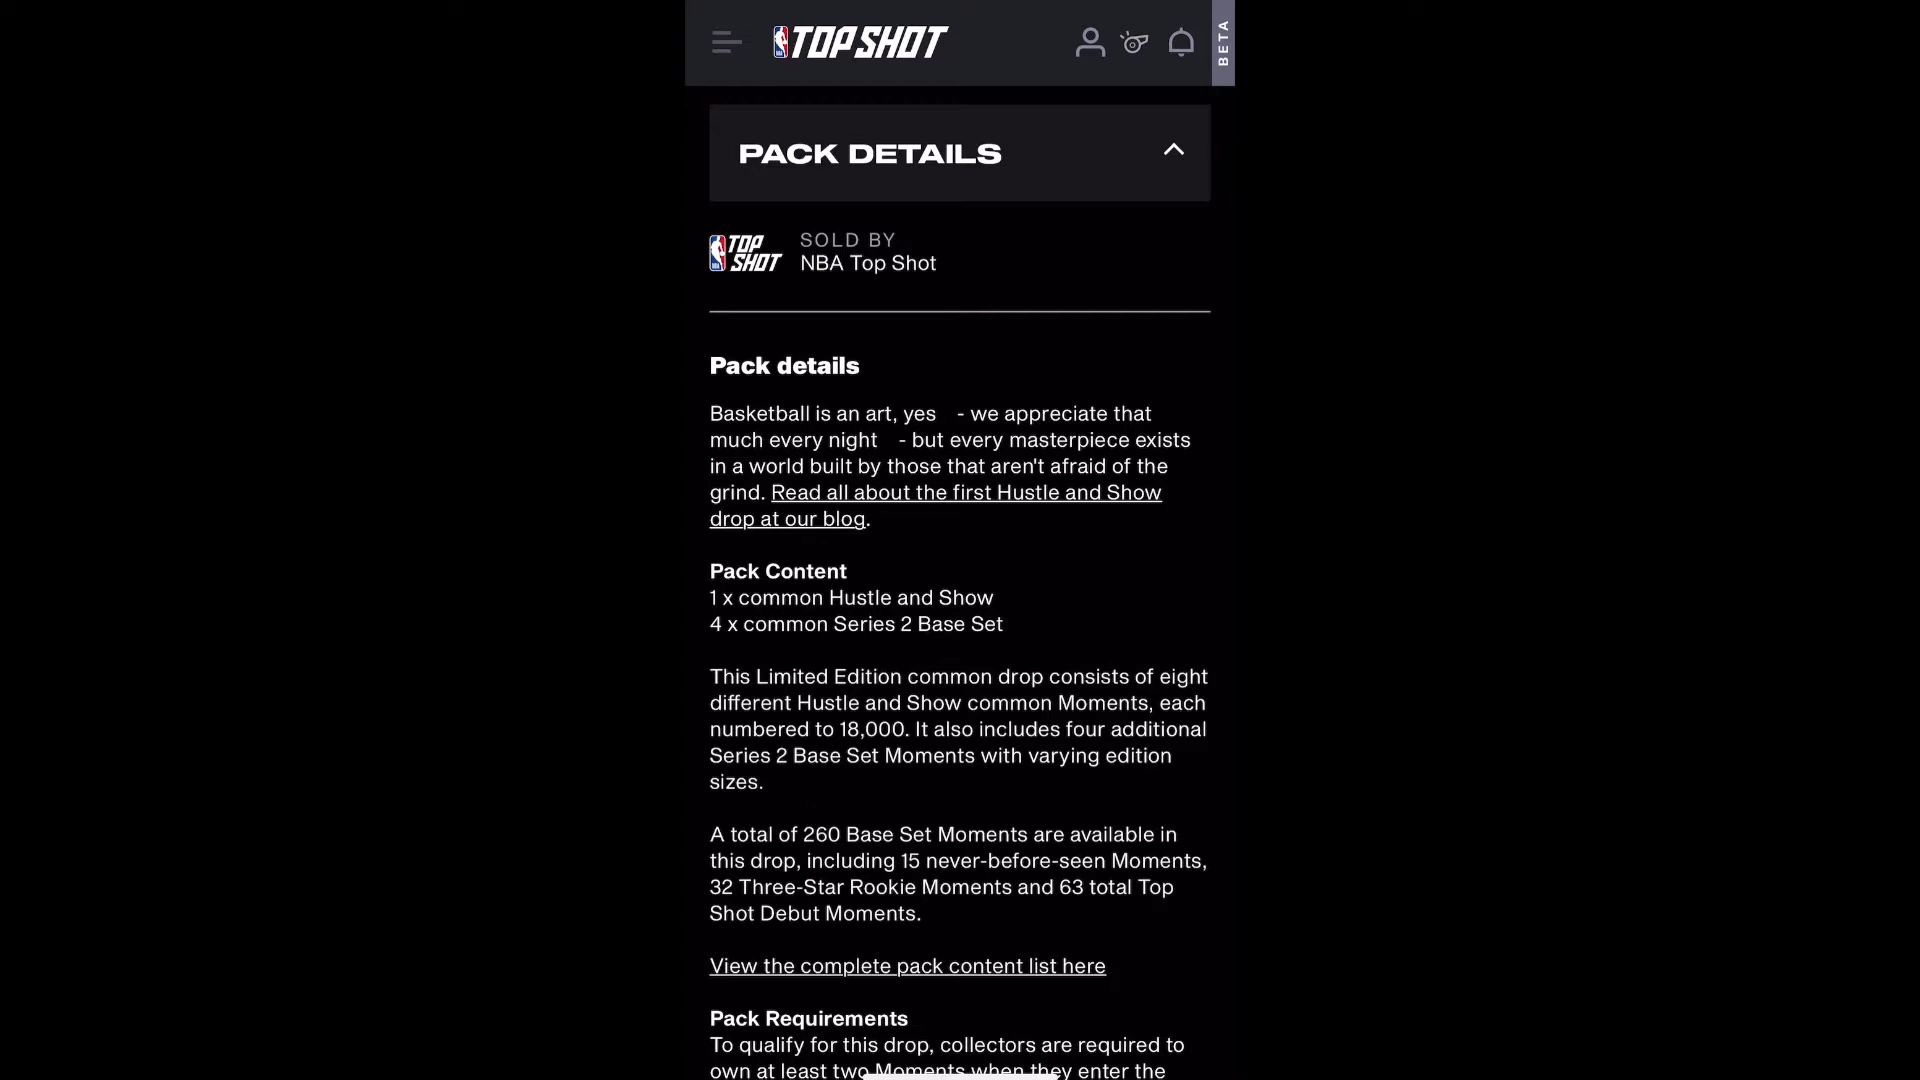 TOP SHOT
BETA
PACK DETAILS
TOP SHOT
SOLD BY
NBA Top Shot
Pack details
Basketball is an art, yes - we appreciate that
much every night - but every masterpiece exists
in a world built by those that aren't afraid of the
grind. Read all about the first Hustle and Show
drop at our blog.
Pack Content
1 x common Hustle and Show
4 x common Series 2 Base Set
This Limited Edition common drop consists of eight
different Hustle and Show common Moments, each
numbered to 18,000. It also includes four additional
Series 2 Base Set Moments with varying edition
sizes.
A total of 260 Base Set Moments are available in
this drop, including 15 never-before-seen Moments,
32 Three-Star Rookie Moments and 63 total Top
Shot Debut Moments.
View the complete pack content list here
Pack Requirements
To qualify for this drop, collectors are required to
own at least two Moments when they enter the